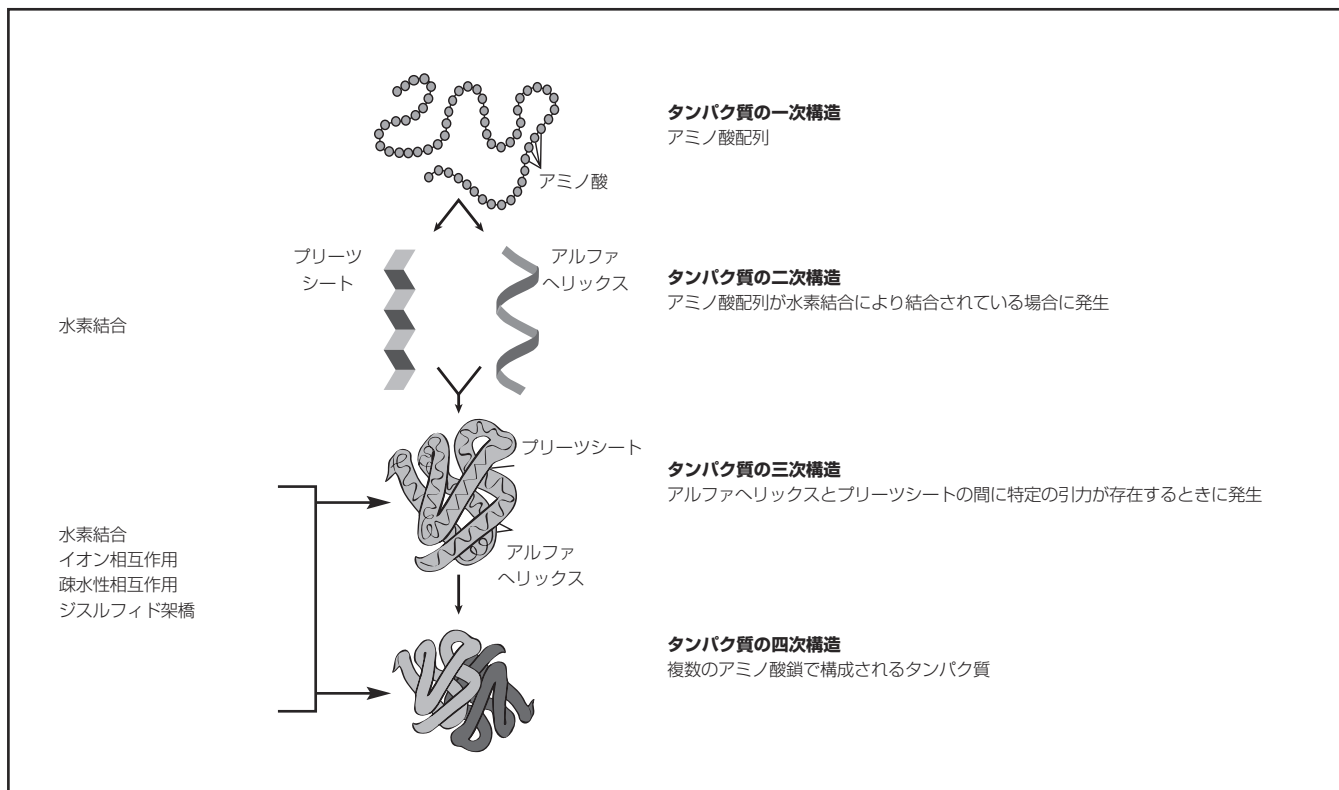 タンパク質の一次構造
アミノ酸配列
アミノ酸
プリーツ
シート
アルファ
ヘリックス
タンパク質の二次構造
アミノ酸配列が水素結合により結合されている場合に発生
水素結合
プリーツシート
タンパク質の三次構造
アルファヘリックスとプリーツシートの間に特定の引力が存在するときに発生
水素結合
イオン相互作用
疎水性相互作用
ジスルフィド架橋
アルファ
ヘリックス
タンパク質の四次構造
複数のアミノ酸鎖で構成されるタンパク質